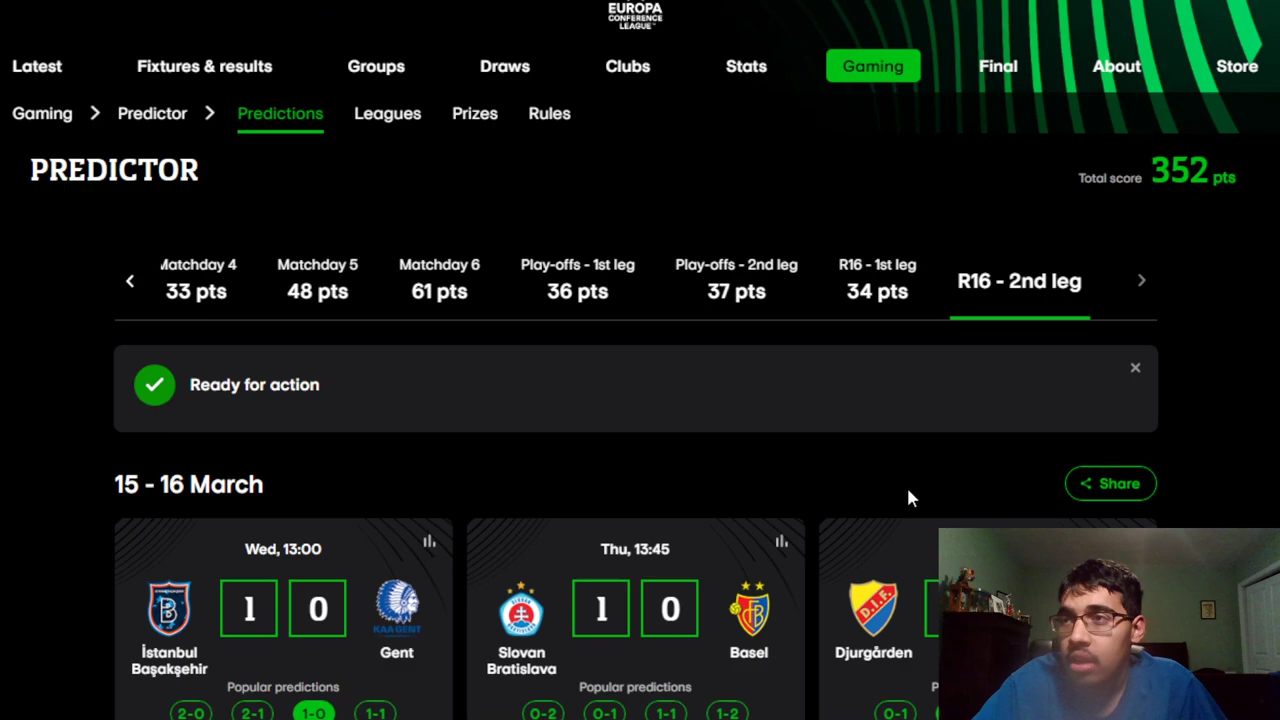 EUROPA
CONFERENCE
LEAGUE™
Latest Fixtures & results Groups Draws Clubs Stats Gaming Final About Store
Gaming Predictor Predictions Leagues Prizes Rules
PREDICTOR
Total score 352 pts
Matchday 4 Matchday 5 Matchday 6 Play-offs - 1st leg Play-offs - 2nd leg R16 - 1st leg R16 - 2nd leg
33 pts 48 pts 61 pts 36 pts 37 pts 34 pts
Ready for action
15 - 16 March Share
Wed, 13:00 Thu, 13:45
1 0 1 0
KAA GENT
D.I.F.
FCB
İstanbul Başakşehir Gent Slovan Bratislava Basel Djurgården
Popular predictions Popular predictions P
2-0 2-1 1-0 1-1 0-2 0-1 1-1 1-2 0-1